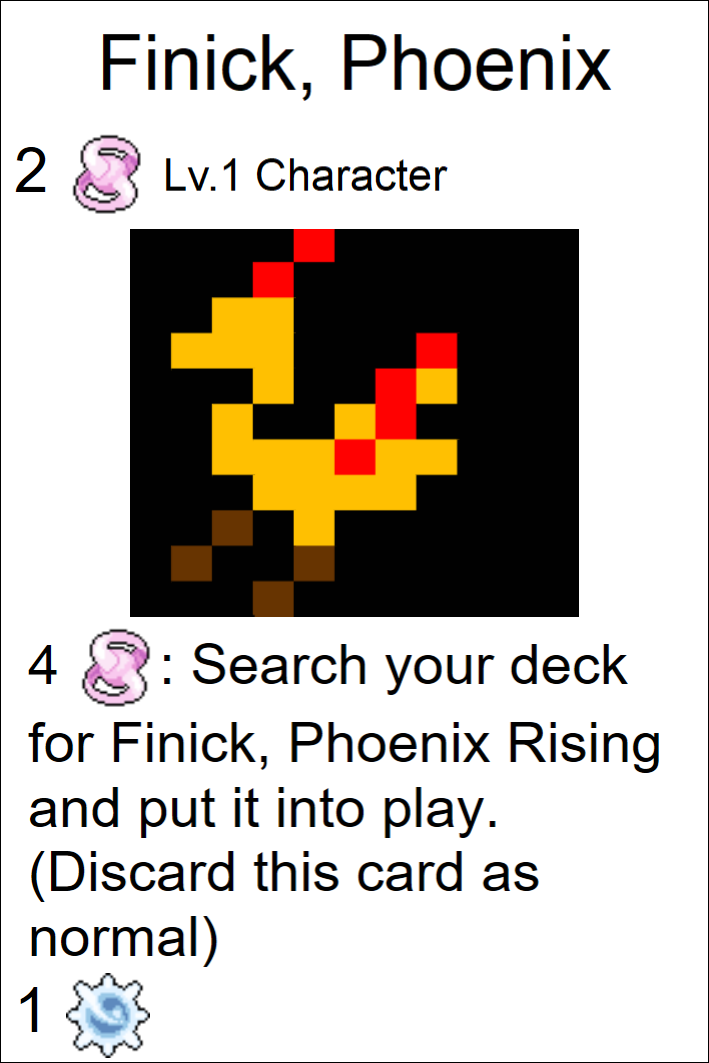 Finick, Phoenix
2 Lv.1 Character
4 : Search your deck
for Finick, Phoenix Rising
and put it into play.
(Discard this card as
normal)
1